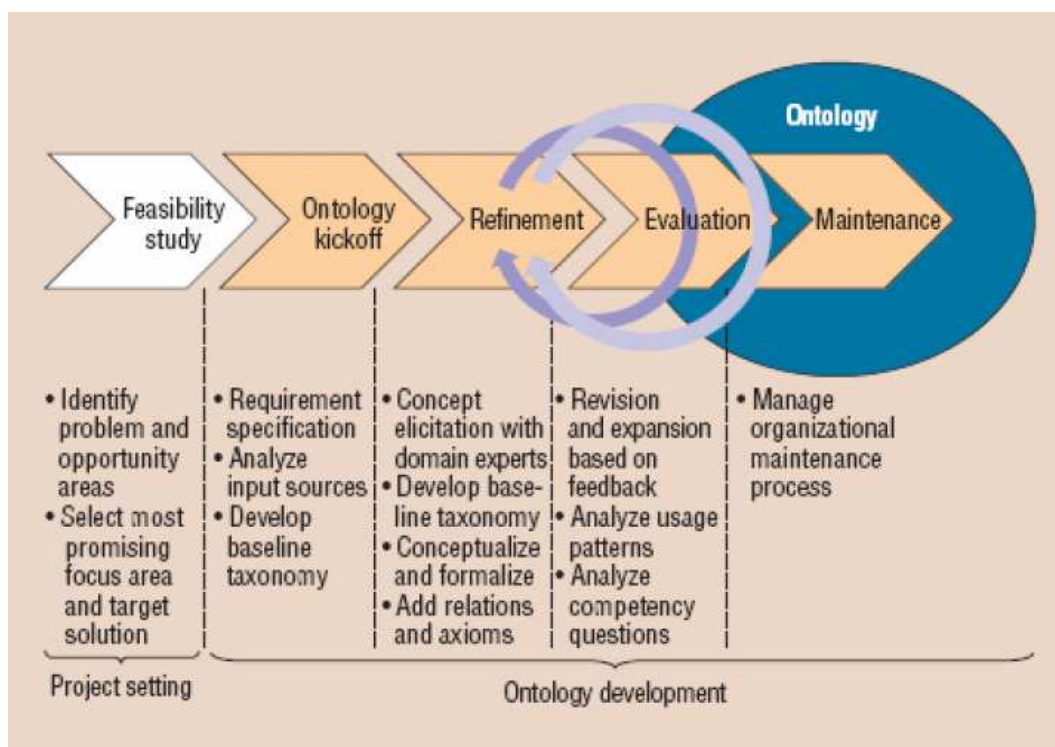 Ontology
Feasibility
study
Ontology
kickoff
Refinement
Evaluation
Maintenance
• Identify
problem and
opportunity
areas
• Select most
promising
focus area
and target
solution
• Requirement
specification
• Analyze
input sources
• Develop
baseline
taxonomy
• Concept
elicitation with
domain experts
• Develop base-
line taxonomy
• Conceptualize
and formalize
• Add relations
and axioms
• Revision
and expansion
based on
feedback
• Analyze usage
patterns
• Analyze
competency
questions
• Manage
organizational
maintenance
process
Project setting
Ontology development